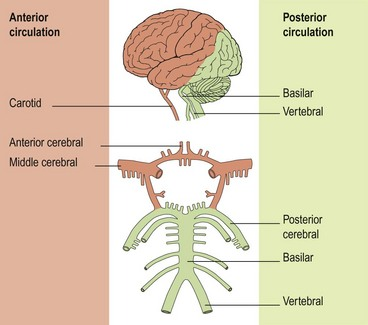 Anterior
circulation
Carotid
Anterior cerebral
Middle cerebral
Posterior
circulation
Basilar
Vertebral
Posterior
cerebral
Basilar
Vertebral